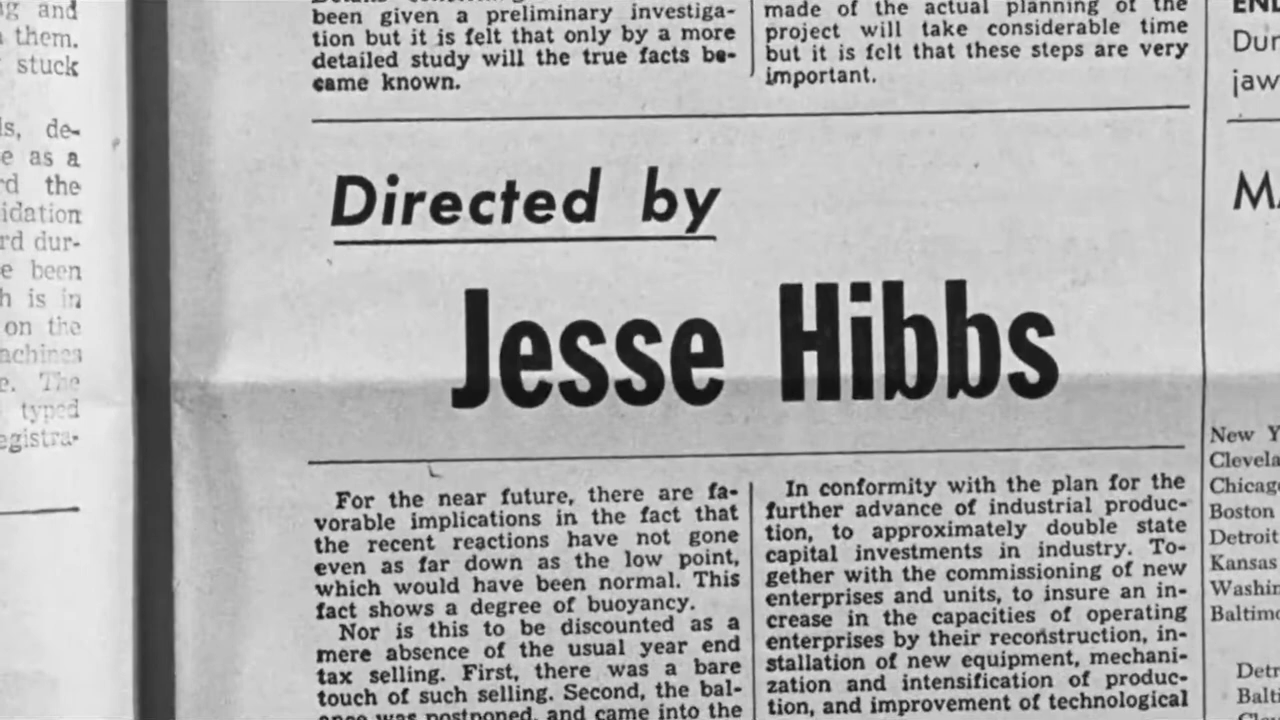 g and
them.
stuck
ls, de-
e as a
rd the
idation
rd dur-
e been
h is in
on the
achines
e. The
typed
egistra-
been given a preliminary investiga-
tion but it is felt that only by a more
detailed study will the true facts be-
came known.
made of the actual planning of the
project will take considerable time
but it is felt that these steps are very
important.
Directed by
Jesse Hibbs
For the near future, there are fa-
vorable implications in the fact that
the recent reactions have not gone
even as far down as the low point,
which would have been normal. This
fact shows a degree of buoyancy.
Nor is this to be discounted as a
mere absence of the usual year end
tax selling. First, there was a bare
touch of such selling. Second, the bal-
ance was postponed, and came into the
In conformity with the plan for the
further advance of industrial produc-
tion, to approximately double state
capital investments in industry. To-
gether with the commissioning of new
enterprises and units, to insure an in-
crease in the capacities of operating
enterprises by their reconstruction, in-
stallation of new equipment, mechani-
zation and intensification of produc-
tion, and improvement of technological
END
Dur
jaw
MA
New Y
Clevela
Chicago
Boston
Detroit
Kansas
Washin
Baltimo
Detr
Balti